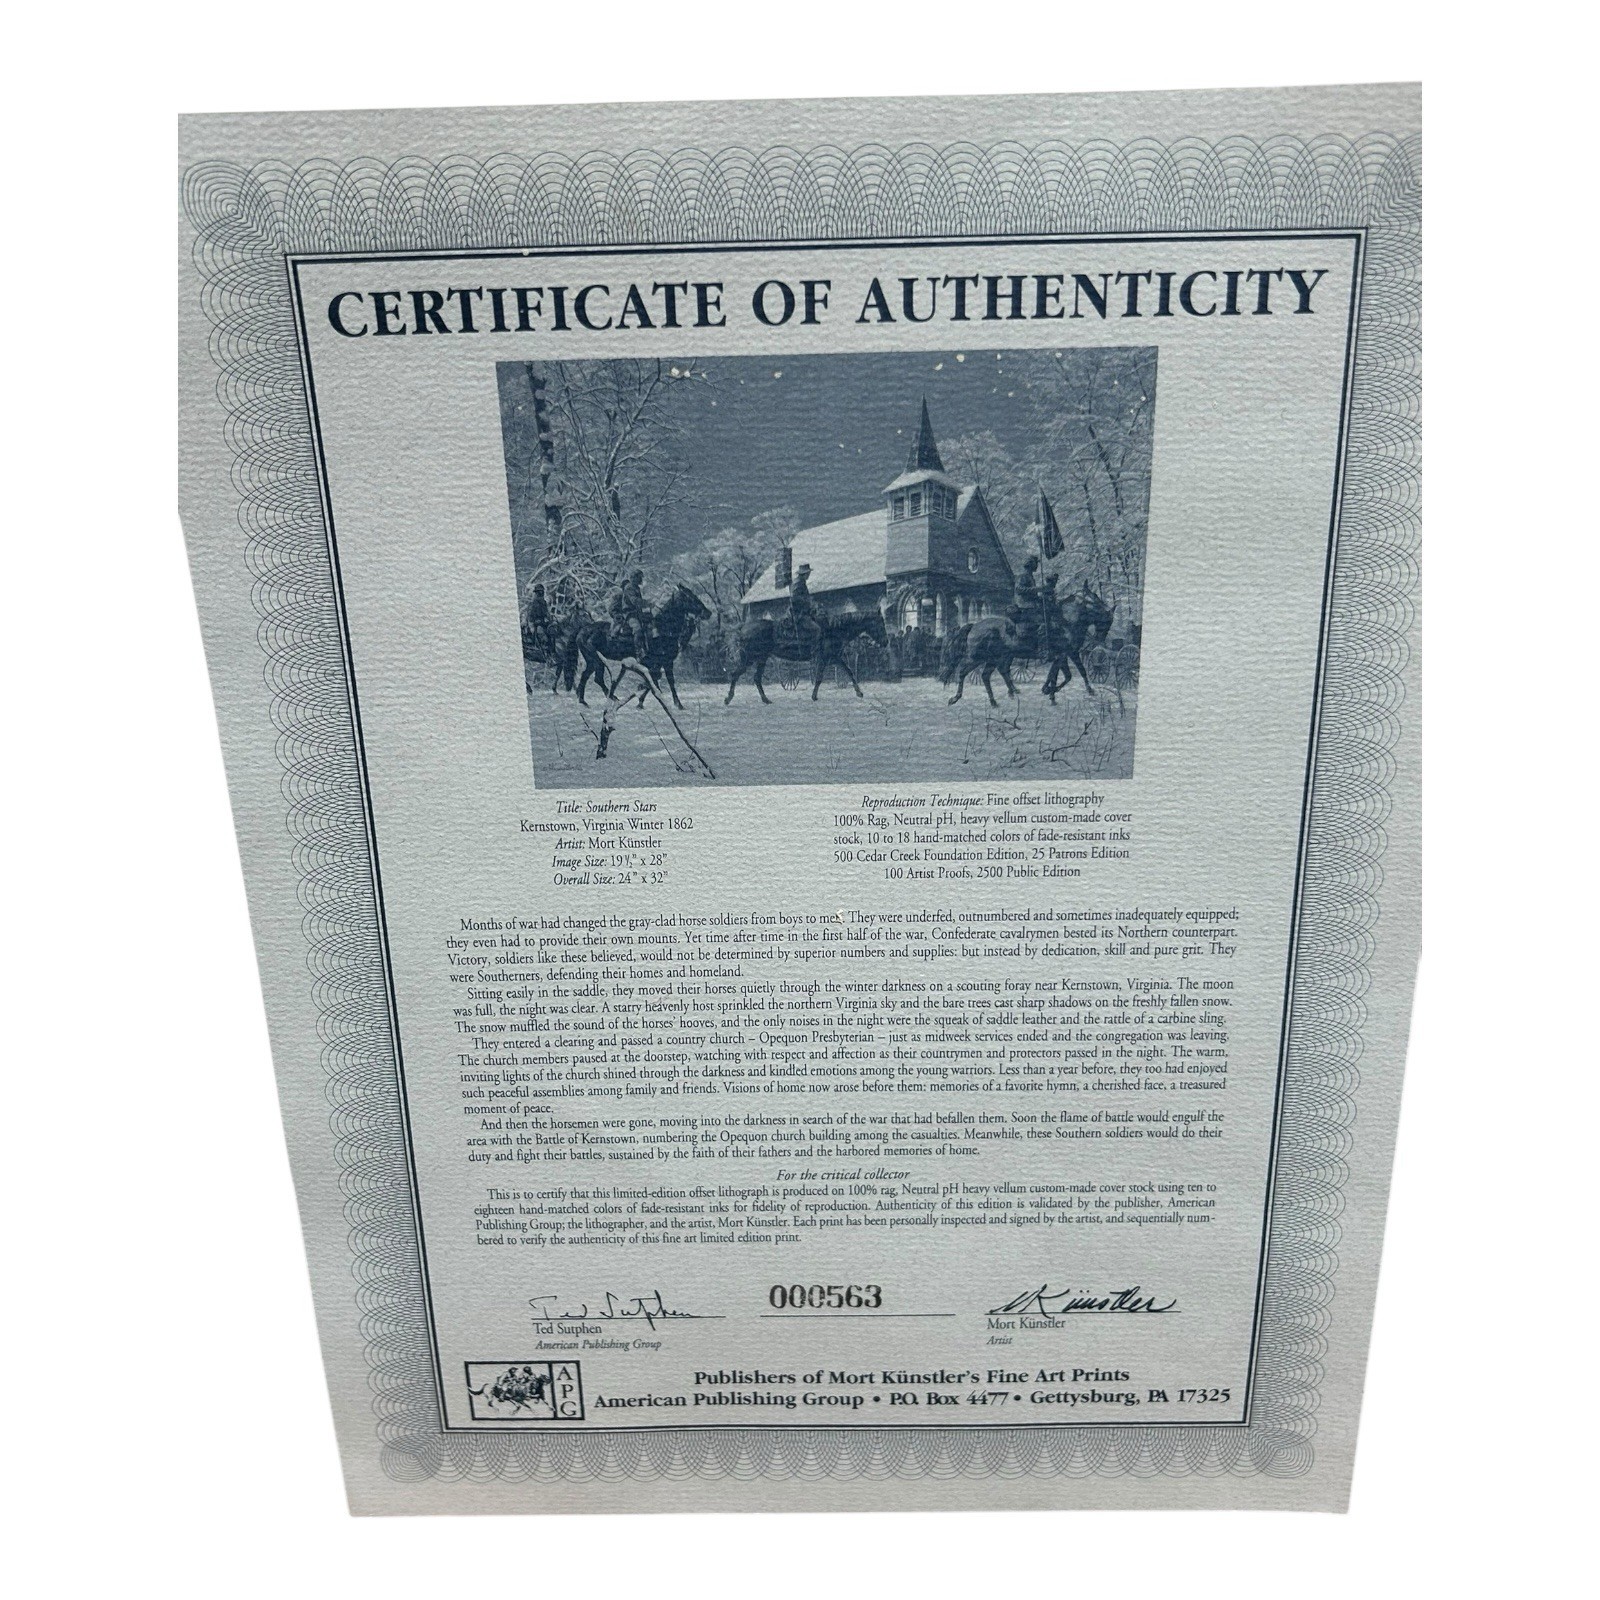 CERTIFICATE OF AUTHENTICITY
Title: Southern Stars
Kernstown, Virginia Winter 1862
Artist: Mort Künstler
Image Size: 19 ½" x 28"
Overall Size: 24" x 32"
Reproduction Technique: Fine offset lithography
100% Rag, Neutral pH, heavy vellum custom-made cover
stock, 10 to 18 hand-matched colors of fade-resistant inks
500 Cedar Creek Foundation Edition, 25 Patrons Edition
100 Artist Proofs, 2500 Public Edition
Months of war had changed the gray-clad horse soldiers from boys to men. They were underfed, outnumbered and sometimes inadequately equipped;
they even had to provide their own mounts. Yet time after time in the first half of the war, Confederate cavalrymen bested its Northern counterpart.
Victory, soldiers like these believed, would not be determined by superior numbers and supplies: but instead by dedication, skill and pure grit. They
were Southerners, defending their homes and homeland.
Sitting easily in the saddle, they moved their horses quietly through the winter darkness on a scouting foray near Kernstown, Virginia. The moon
was full, the night was clear. A starry heavenly host sprinkled the northern Virginia sky and the bare trees cast sharp shadows on the freshly fallen snow.
The snow muffled the sound of the horses' hooves, and the only noises in the night were the squeak of saddle leather and the rattle of a carbine sling.
They entered a clearing and passed a country church – Opequon Presbyterian – just as midweek services ended and the congregation was leaving.
The church members paused at the doorstep, watching with respect and affection as their countrymen and protectors passed in the night. The warm,
inviting lights of the church shined through the darkness and kindled emotions among the young warriors. Less than a year before, they too had enjoyed
such peaceful assemblies among family and friends. Visions of home now arose before them: memories of a favorite hymn, a cherished face, a treasured
moment of peace.
And then the horsemen were gone, moving into the darkness in search of the war that had befallen them. Soon the flame of battle would engulf the
area with the Battle of Kernstown, numbering the Opequon church building among the casualties. Meanwhile, these Southern soldiers would do their
duty and fight their battles, sustained by the faith of their fathers and the harbored memories of home.
For the critical collector
This is to certify that this limited-edition offset lithograph is produced on 100% rag, Neutral pH heavy vellum custom-made cover stock using ten to
eighteen hand-matched colors of fade-resistant inks for fidelity of reproduction. Authenticity of this edition is validated by the publisher, American
Publishing Group; the lithographer, and the artist, Mort Künstler. Each print has been personally inspected and signed by the artist, and sequentially num-
bered to verify the authenticity of this fine art limited edition print.
Ted Sutphen
000563
MKünstler
Ted Sutphen
American Publishing Group
Mort Künstler
Artist
APG
Publishers of Mort Künstler's Fine Art Prints
American Publishing Group • P.O. Box 4477 • Gettysburg, PA 17325